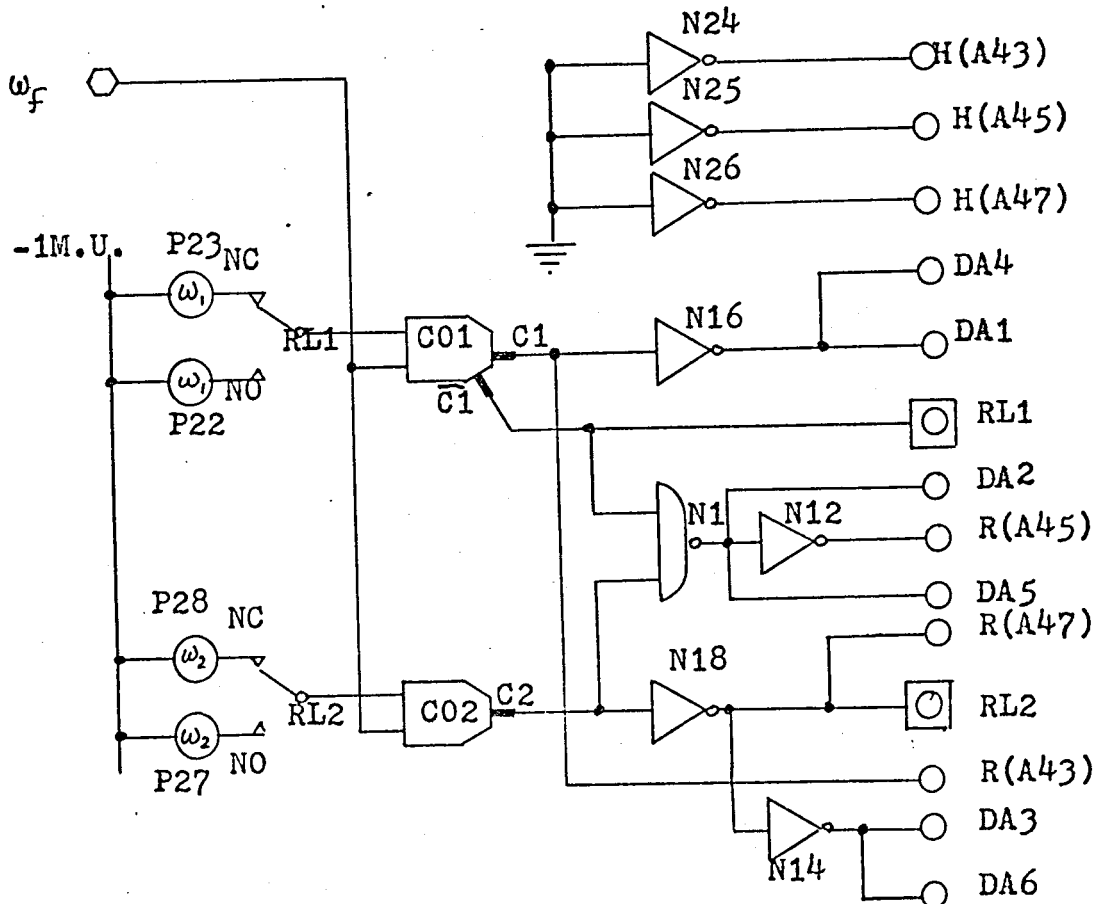 N24
H(A43)
ω_f
N25
H(A45)
N26
H(A47)
-1M.U.
P23
NC
ω₁
DA4
N16
RL1
CO1
C1
DA1
ω₁
NO
C̅1̅
P22
RL1
DA2
N1
N12
R(A45)
DA5
P28
NC
R(A47)
ω₂
N18
C2
RL2
RL2
CO2
ω₂
NO
P27
R(A43)
DA3
N14
DA6